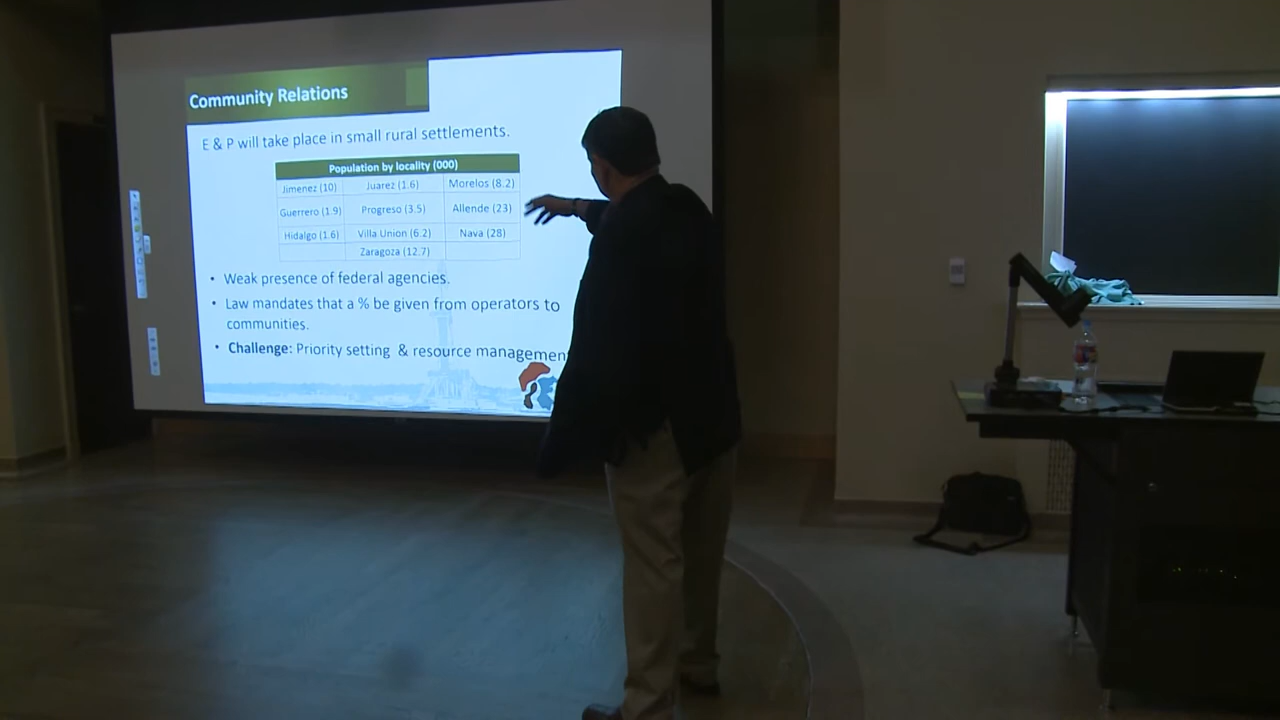 Community Relations
E & P will take place in small rural settlements.
Population by locality (000)
Jimenez (10) Juarez (1.6) Morelos (8.2)
Guerrero (1.9) Progreso (3.5) Allende (23)
Hidalgo (1.6) Villa Union (6.2) Nava (28)
Zaragoza (12.7)
• Weak presence of federal agencies.
• Law mandates that a % be given from operators to
communities.
• Challenge: Priority setting & resource managemen